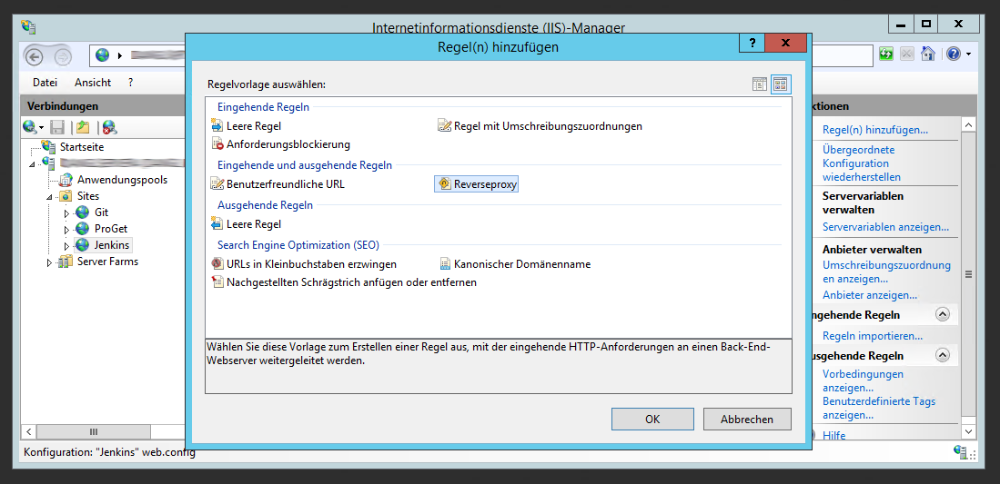 Internetinformationsdienste (IIS)-Manager
Regel(n) hinzufügen
?
x
Datei Ansicht ?
Verbindungen
Startseite
Anwendungspools
Sites
Git
ProGet
Jenkins
Server Farms
Regelvorlage auswählen:
Eingehende Regeln
Leere Regel
Regel mit Umschreibungszuordnungen
Anforderungsblockierung
Eingehende und ausgehende Regeln
Benutzerfreundliche URL
Reverseproxy
Ausgehende Regeln
Leere Regel
Search Engine Optimization (SEO)
URLs in Kleinbuchstaben erzwingen
Kanonischer Domänenname
Nachgestellten Schrägstrich anfügen oder entfernen
Wählen Sie diese Vorlage zum Erstellen einer Regel aus, mit der eingehende HTTP-Anforderungen an einen Back-End-
Webserver weitergeleitet werden.
OK
Abbrechen
ktionen
Regel(n) hinzufügen...
Übergeordnete
Konfiguration
wiederherstellen
Servervariablen
verwalten
Servervariablen anzeigen...
Anbieter verwalten
Umschreibungszuordnung
en anzeigen...
Anbieter anzeigen...
ngehende Regeln
Regeln importieren...
usgehende Regeln
Vorbedingungen
anzeigen...
Benutzerdefinierte Tags
anzeigen...
Hilfe
Konfiguration: "Jenkins" web.config